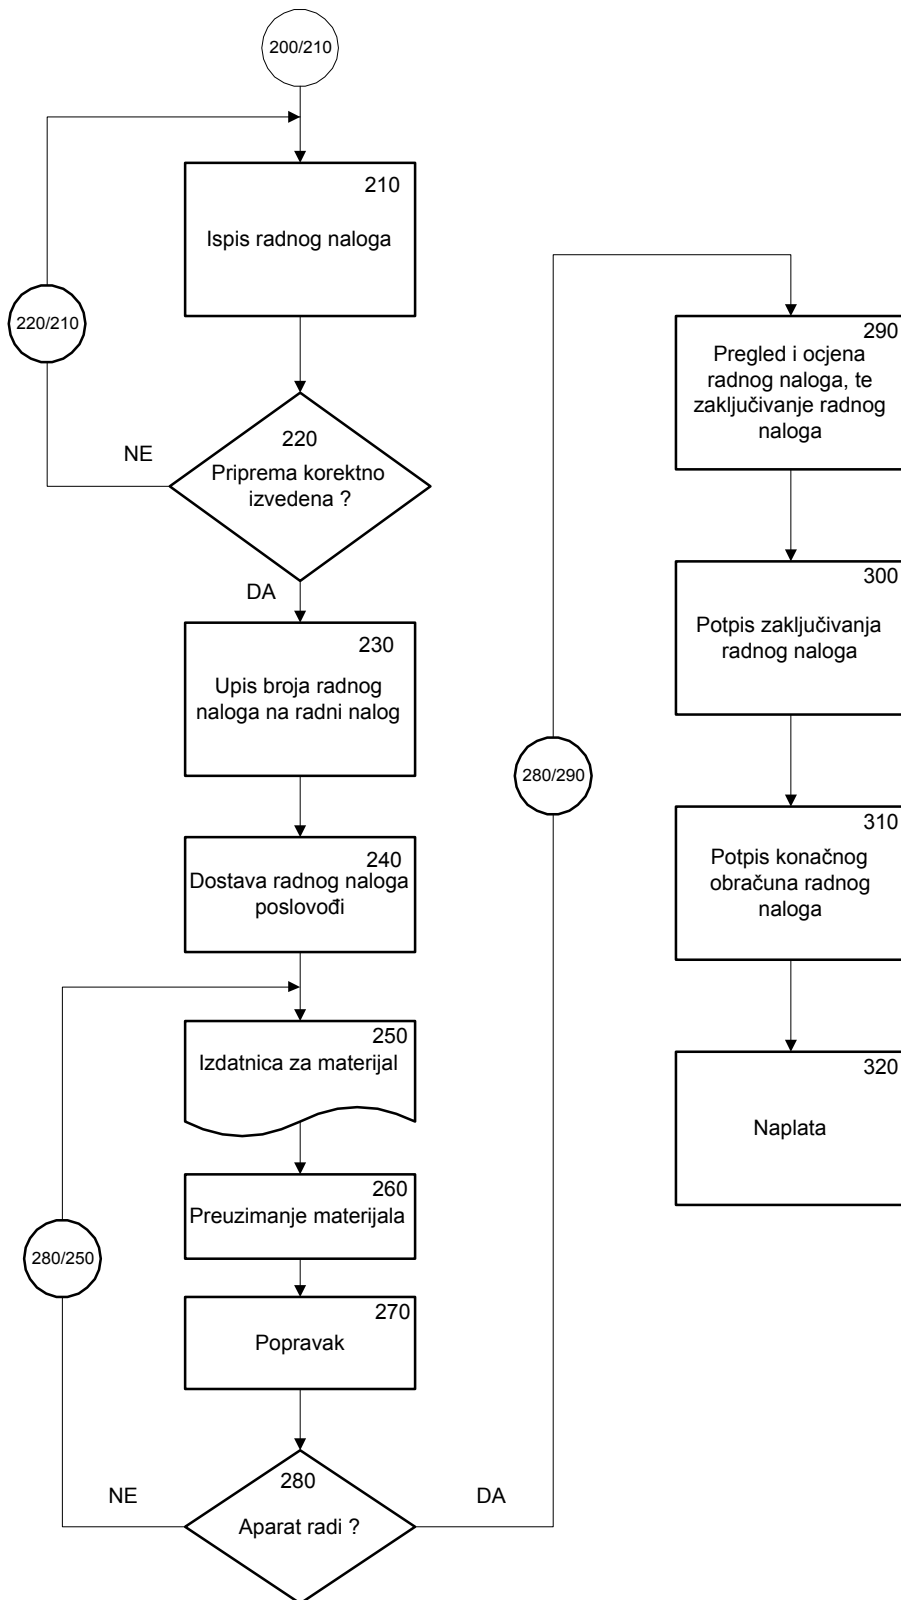 200/210
210
Ispis radnog naloga
220/210
220
NE
Priprema korektno
izvedena ?
DA
230
Upis broja radnog
naloga na radni nalog
240
Dostava radnog naloga
poslovođi
250
Izdatnica za materijal
260
Preuzimanje materijala
280/250
270
Popravak
280
NE
DA
Aparat radi ?
280/290
290
Pregled i ocjena
radnog naloga, te
zaključivanje radnog
naloga
300
Potpis zaključivanja
radnog naloga
310
Potpis konačnog
obračuna radnog
naloga
320
Naplata